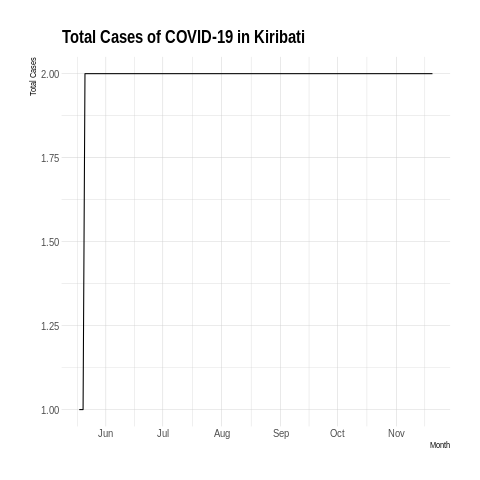 Total Cases of COVID-19 in Kiribati
Total Cases
2.00
1.75
1.50
1.25
1.00
Jun Jul Aug Sep Oct Nov
Month